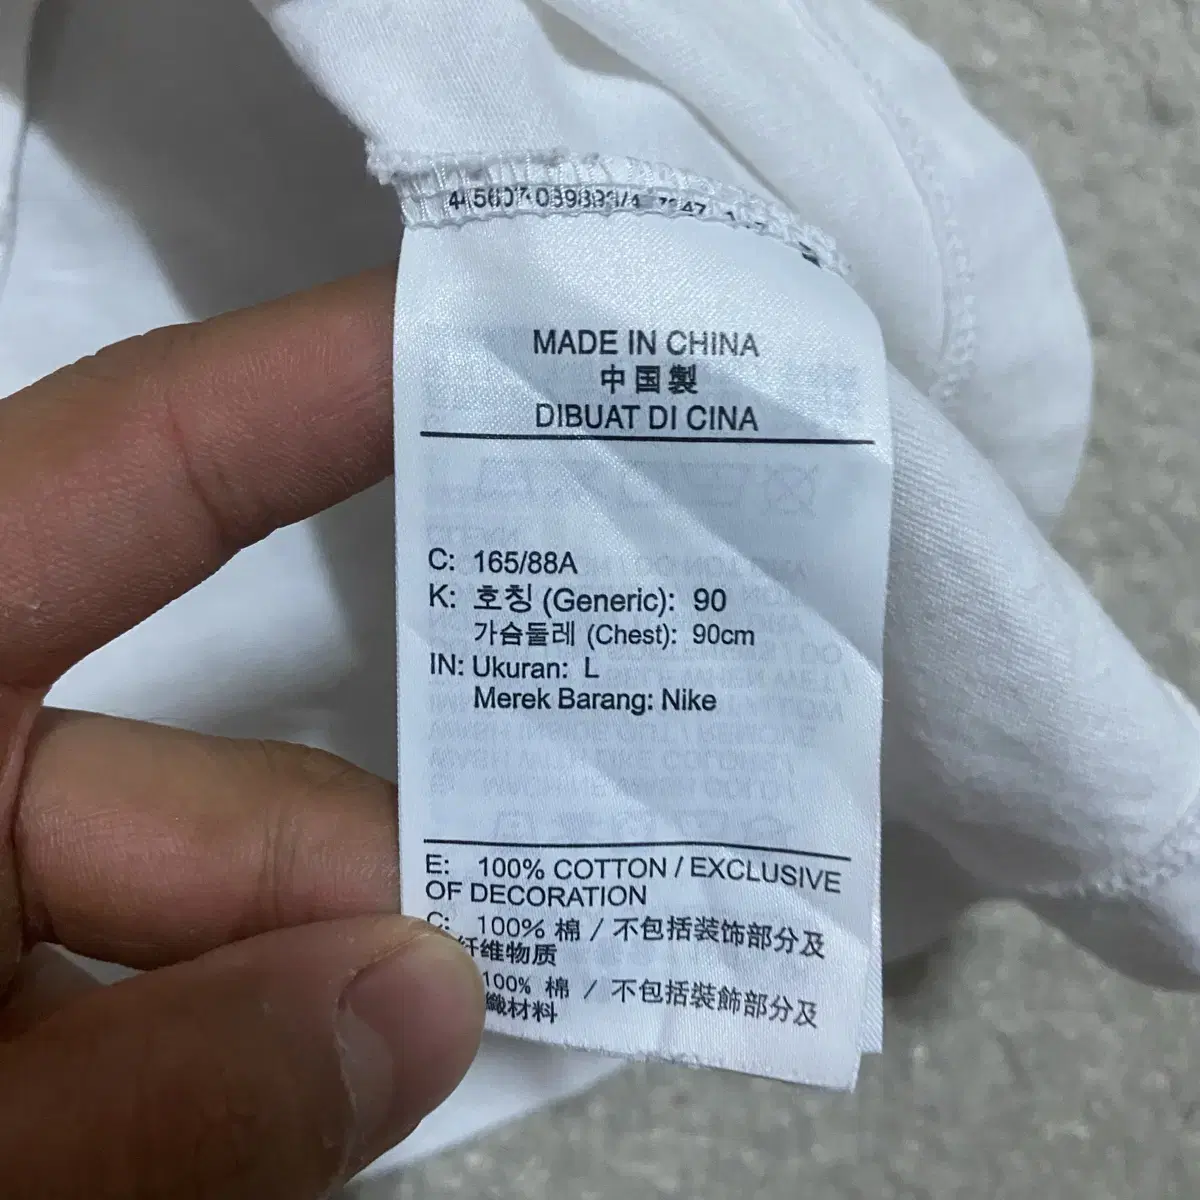 MADE IN CHINA
中国製
DIBUAT DI CINA
C: 165/88A
K: 호칭 (Generic): 90
가슴둘레 (Chest): 90cm
IN: Ukuran: L
Merek Barang: Nike
E: 100% COTTON / EXCLUSIVE
OF DECORATION
C: 100% 棉 / 不包括装饰部分及
纤维物质
100% 棉 / 不包括裝飾部分及
織材料